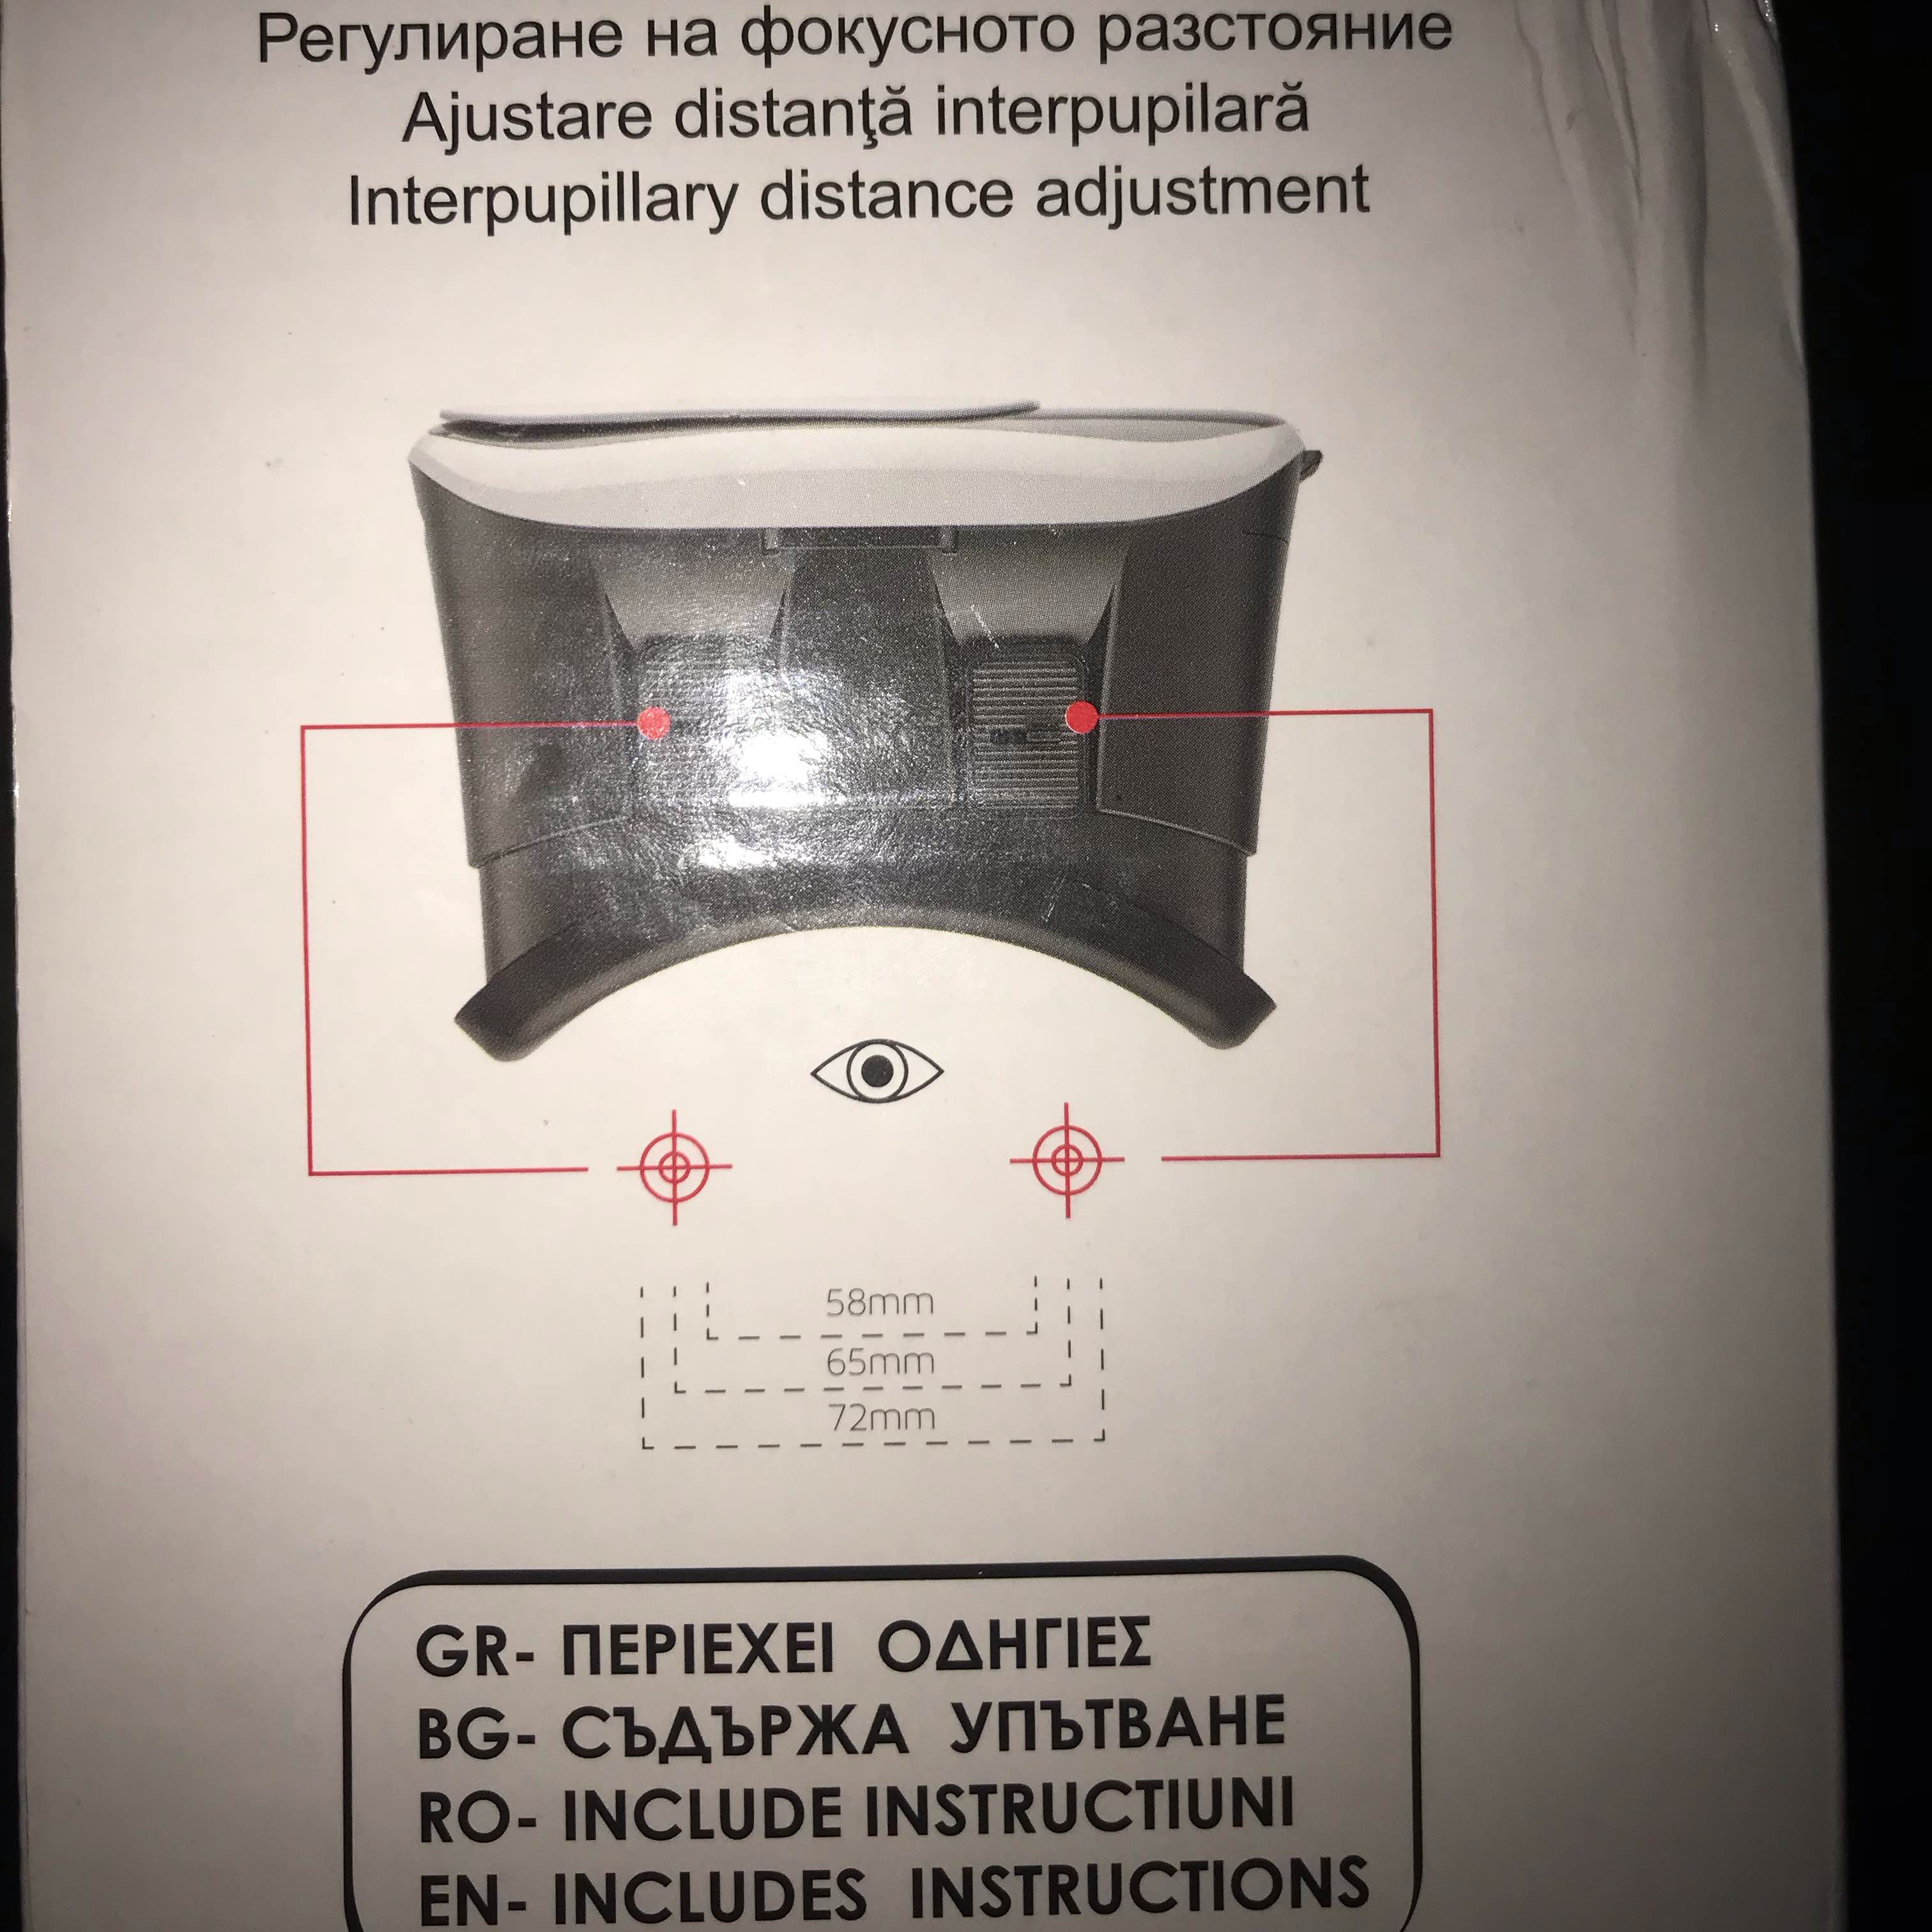 Регулиране на фокусното разстояние
Ajustare distanţă interpupilară
Interpupillary distance adjustment
58mm
65mm
72mm
GR- ΠΕΡΙΕΧΕΙ ΟΔΗΓΙΕΣ
BG- СЪДЪРЖА УПЪТВАНЕ
RO- INCLUDE INSTRUCTIUNI
EN- INCLUDES INSTRUCTIONS